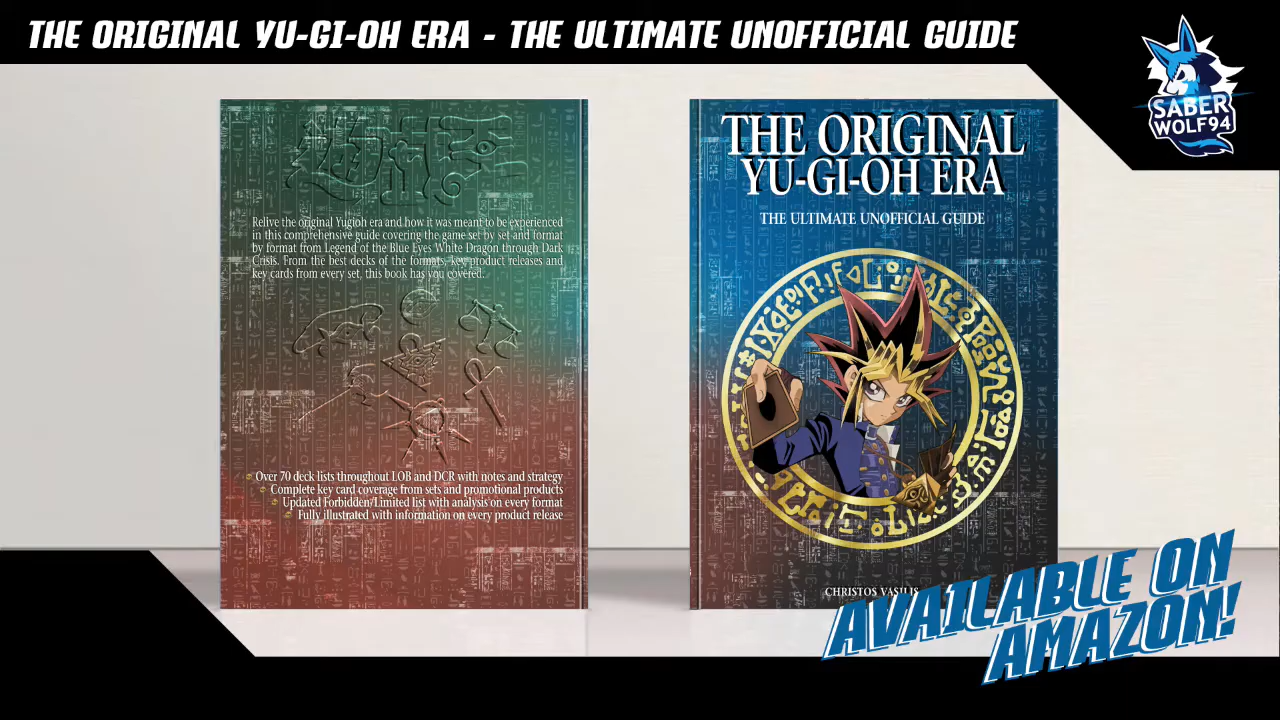 THE ORIGINAL YU-GI-OH ERA - THE ULTIMATE UNOFFICIAL GUIDE
SABER
WOLF94
Relive the original Yugioh era and how it was meant to be experienced
in this comprehensive guide covering the game set by set and format
by format from Legend of the Blue Eyes White Dragon through Dark
Crisis. From the best decks of the formats, key product releases and
key cards from every set, this book has you covered.
Over 70 deck lists throughout LOB and DCR with notes and strategy
Complete key card coverage from sets and promotional products
Updated Forbidden/Limited list with analysis on every format
Fully illustrated with information on every product release
THE ORIGINAL
YU-GI-OH ERA
THE ULTIMATE UNOFFICIAL GUIDE
CHRISTOS VASILIS
AVAILABLE ON
AMAZON!